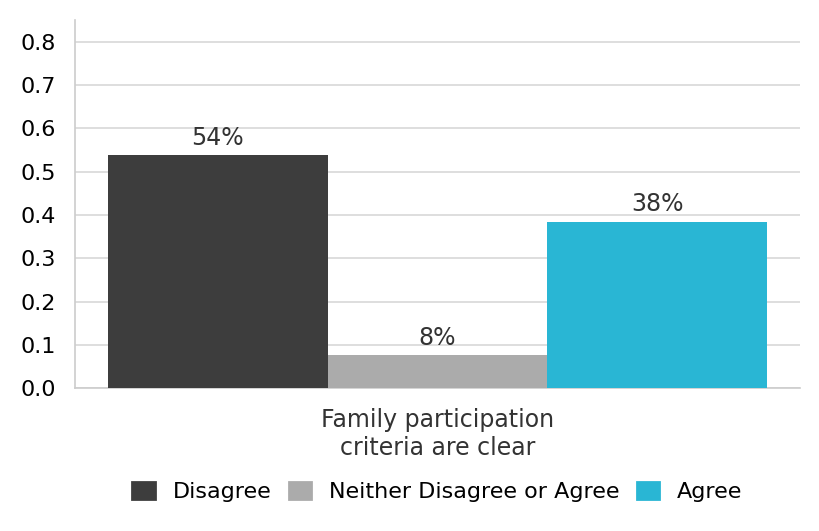 0.8
0.7
0.6
0.5
0.4
0.3
0.2
0.1
0.0
54%
8%
38%
Family participation
criteria are clear
Disagree
Neither Disagree or Agree
Agree